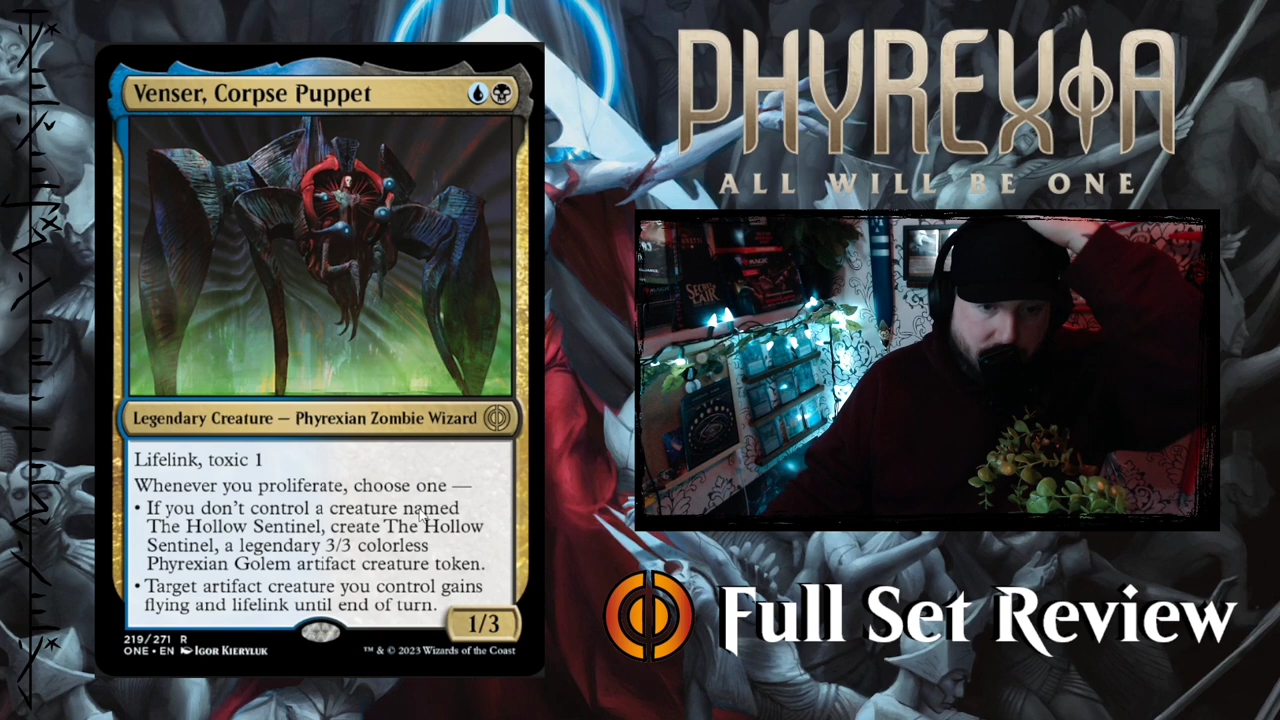 Venser, Corpse Puppet
Legendary Creature — Phyrexian Zombie Wizard
Lifelink, toxic 1
Whenever you proliferate, choose one —
• If you don't control a creature named
The Hollow Sentinel, create The Hollow
Sentinel, a legendary 3/3 colorless
Phyrexian Golem artifact creature token.
• Target artifact creature you control gains
flying and lifelink until end of turn.
1/3
219/271 R
ONE • EN Igor Kieryluk
™ & © 2023 Wizards of the Coast
PHYREXIA
ALL WILL BE ONE
SECRET LAIR
Full Set Review